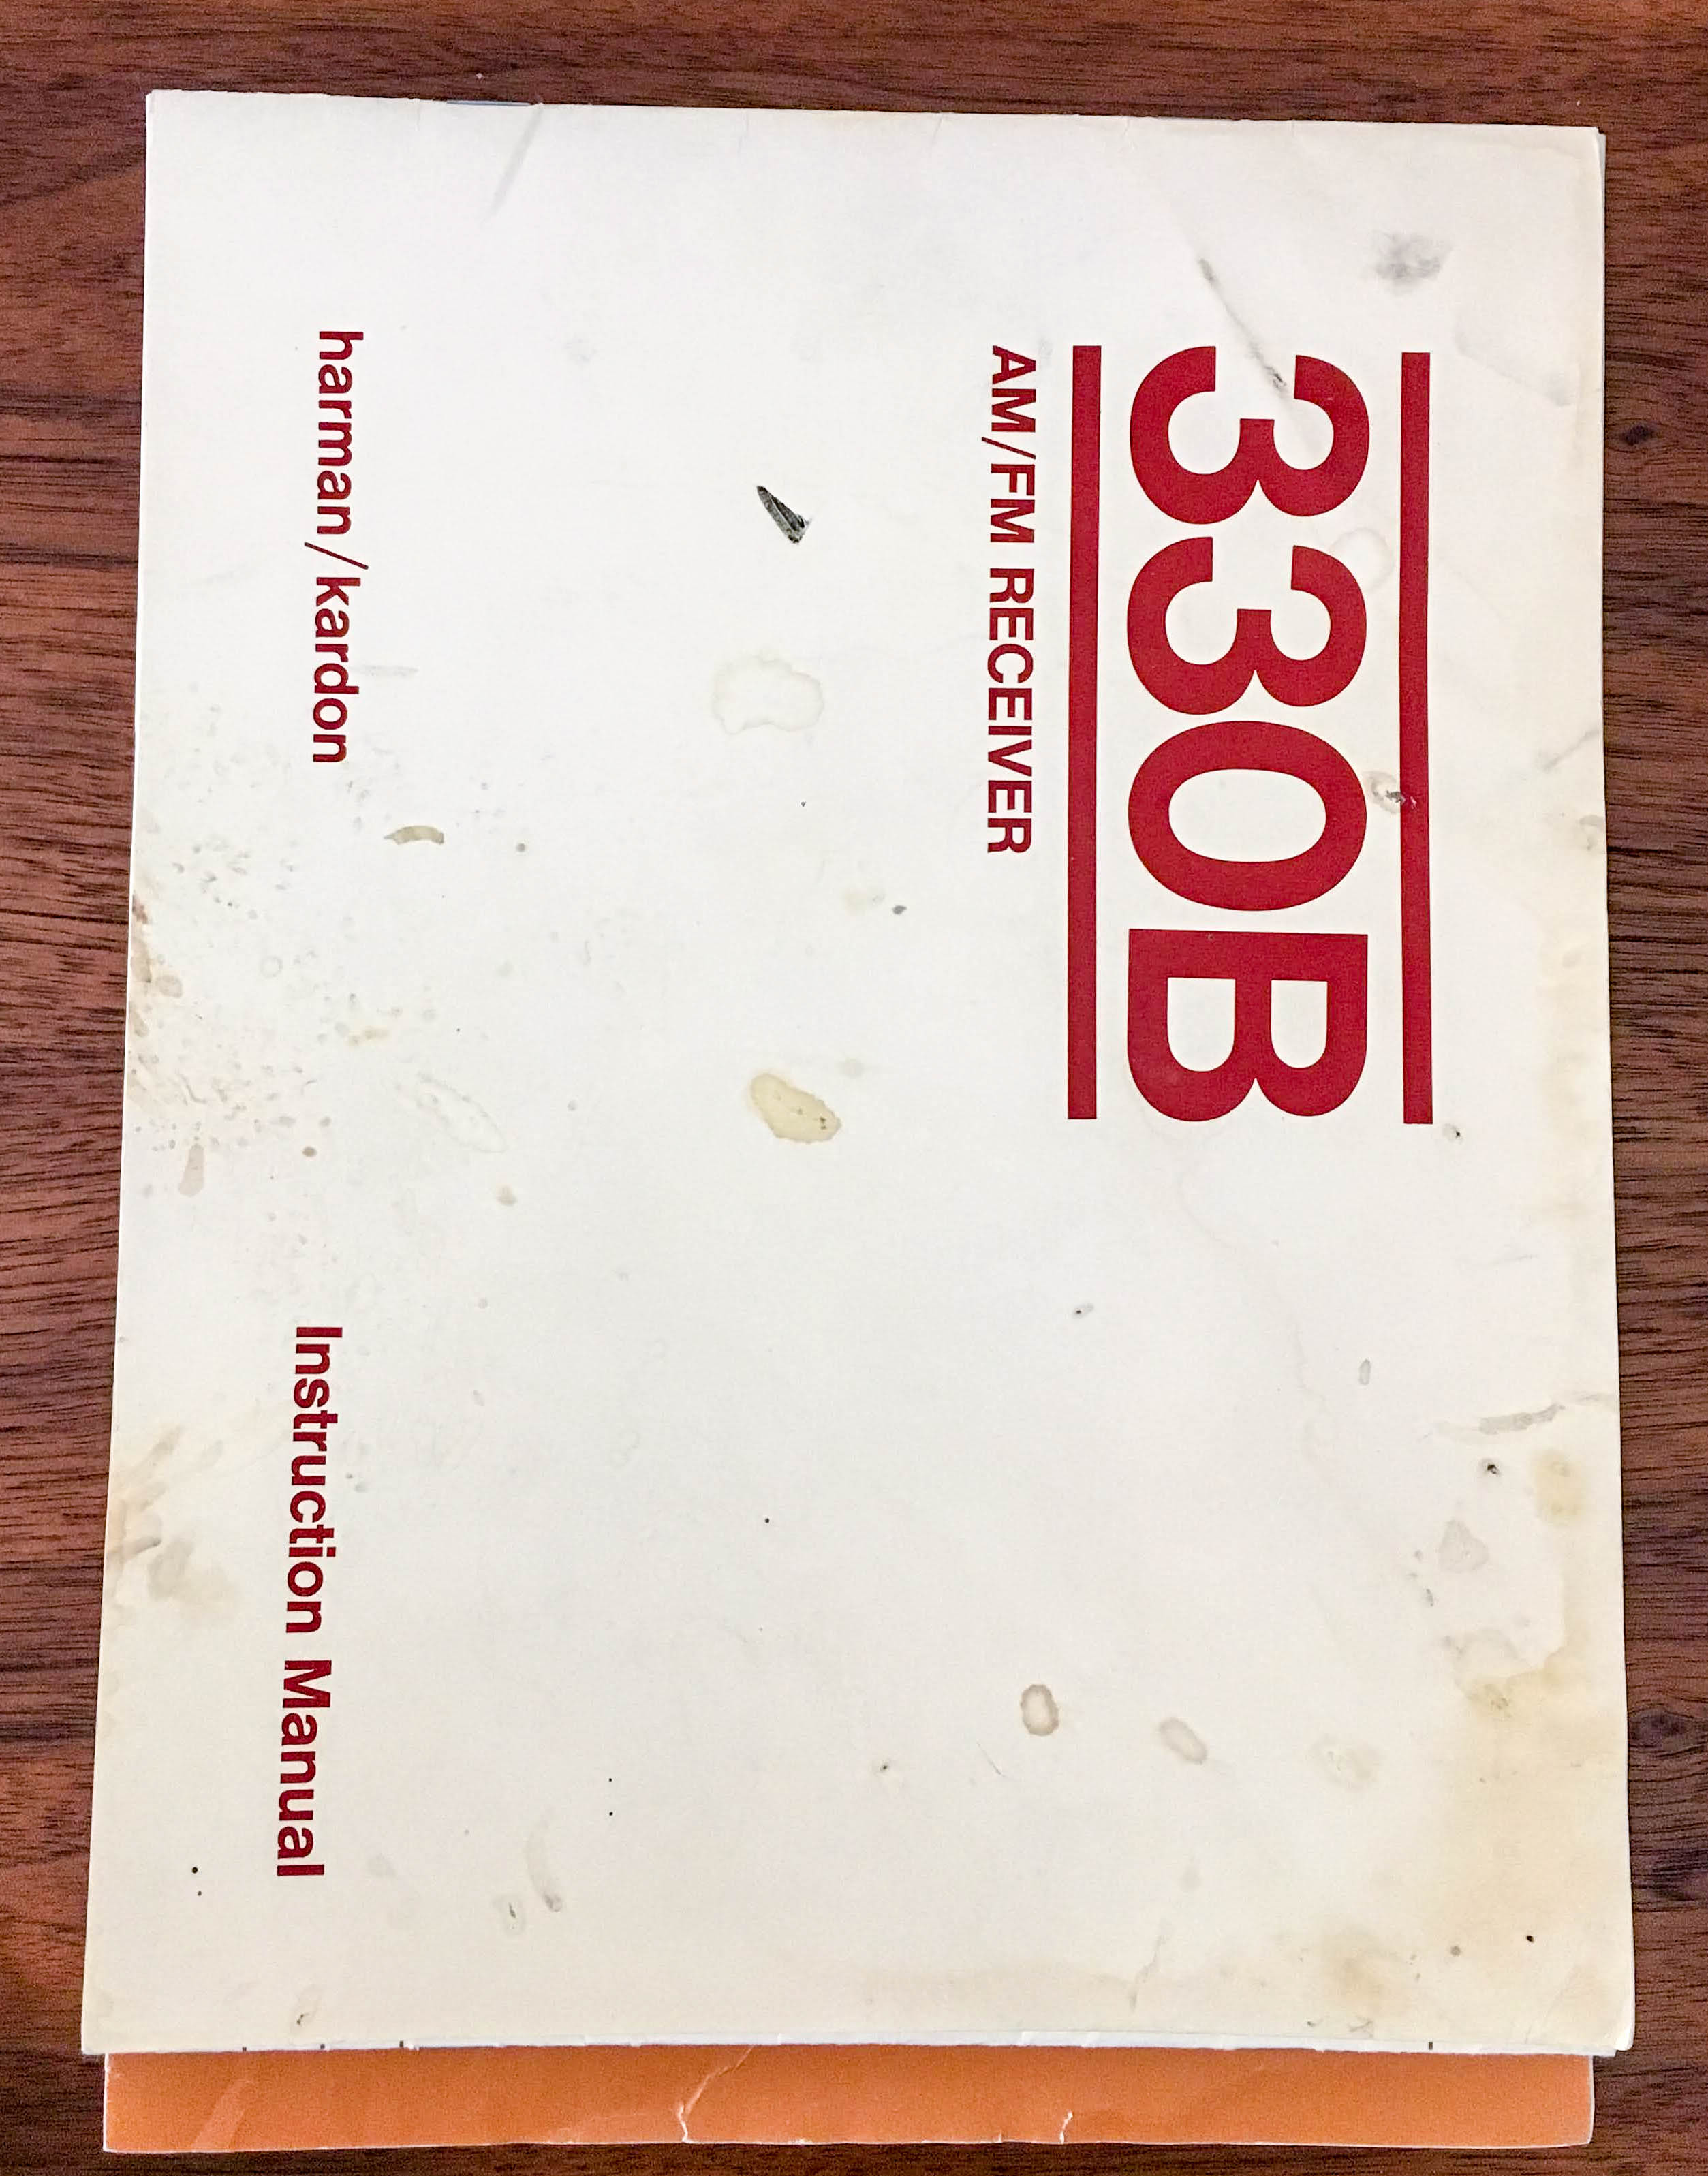 330B
AM/FM RECEIVER
harman/kardon
Instruction Manual